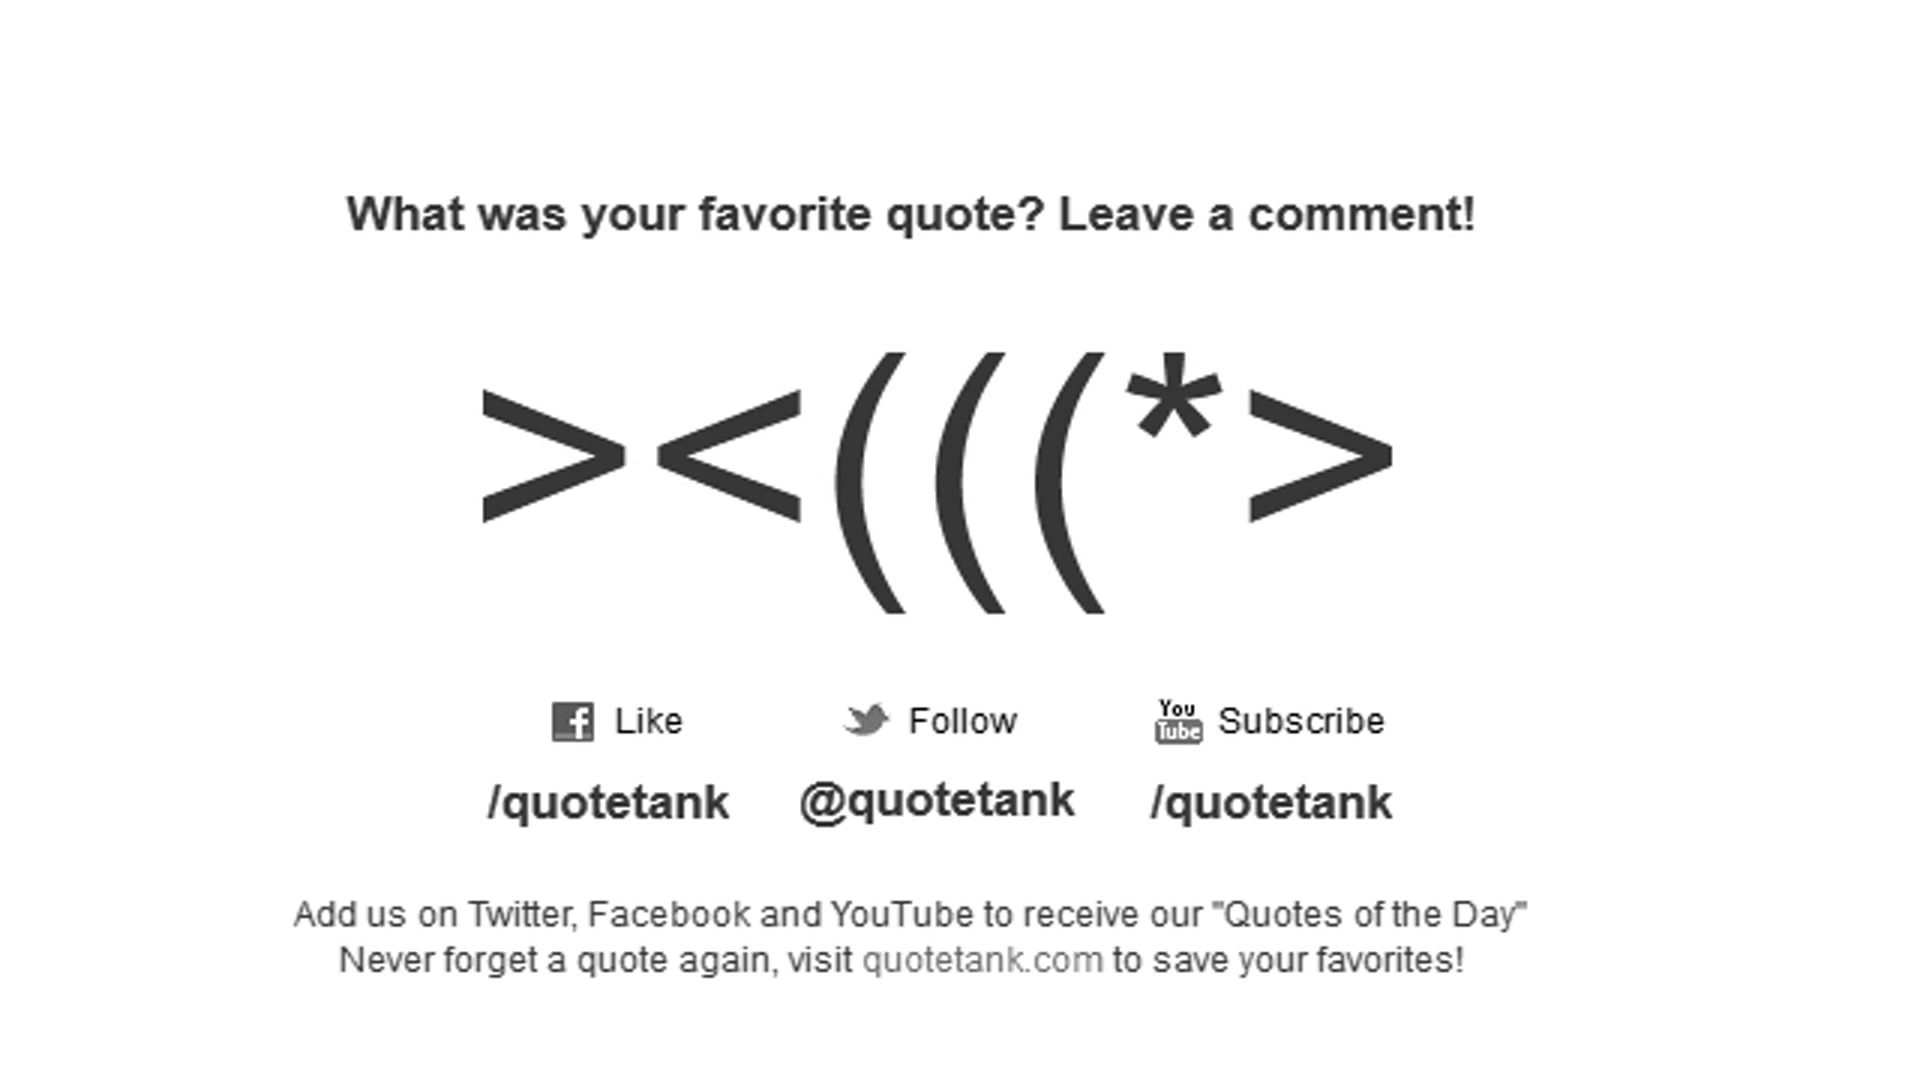 What was your favorite quote? Leave a comment!
><(((*>
f Like Follow You Tube Subscribe
/quotetank @quotetank /quotetank
Add us on Twitter, Facebook and YouTube to receive our "Quotes of the Day"
Never forget a quote again, visit quotetank.com to save your favorites!